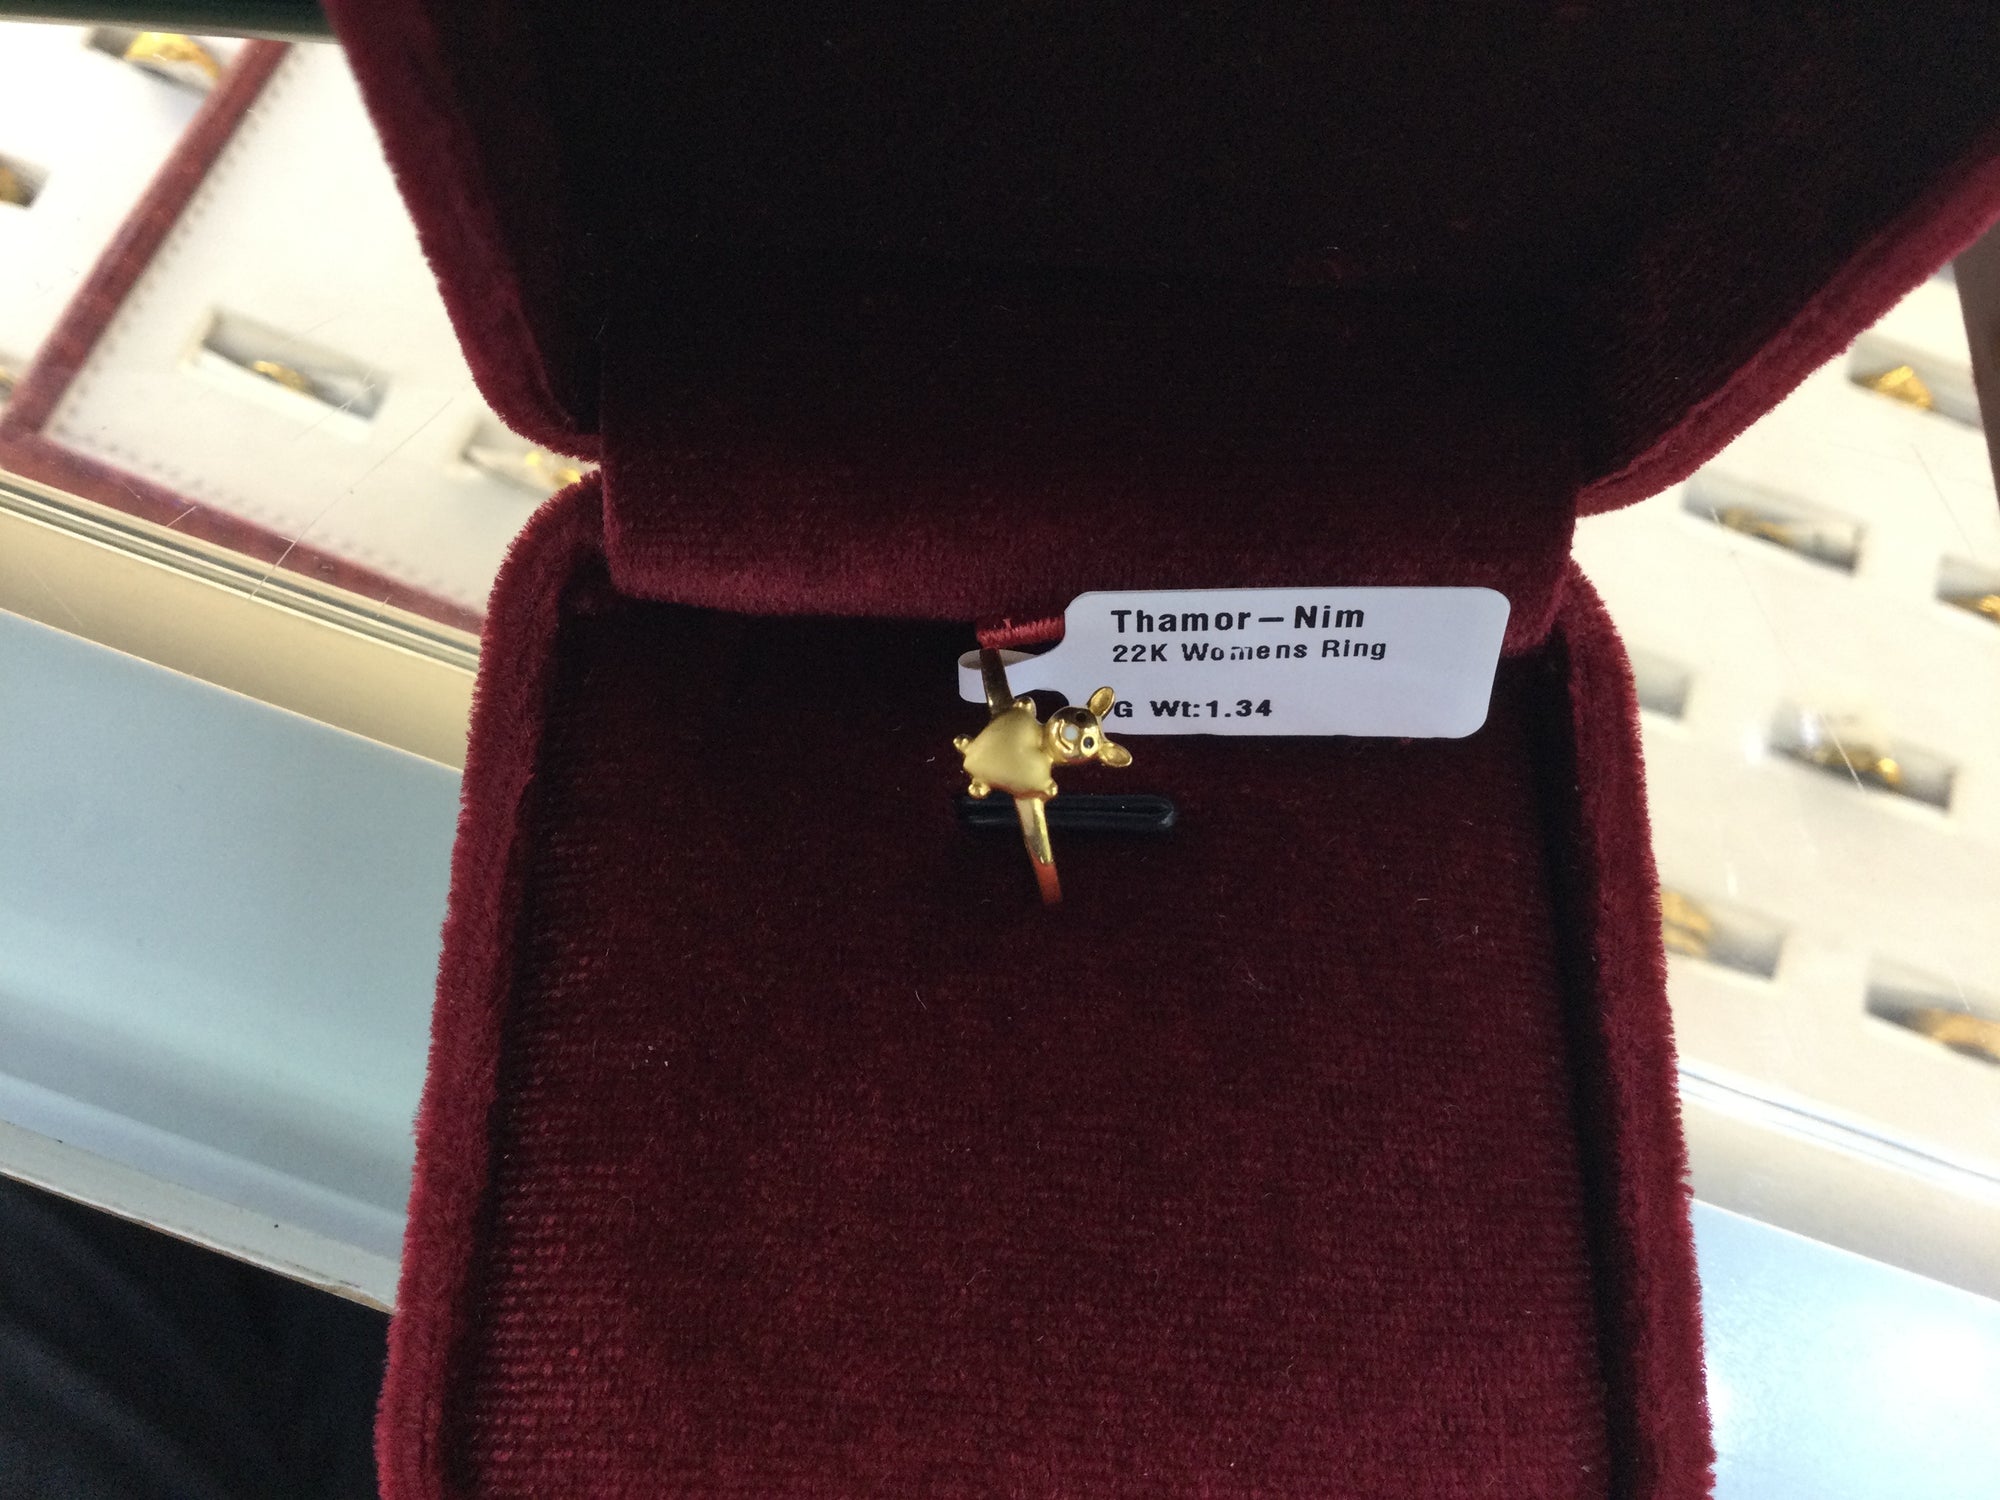 Thamor-Nim
22K Womens Ring
G Wt:1.34